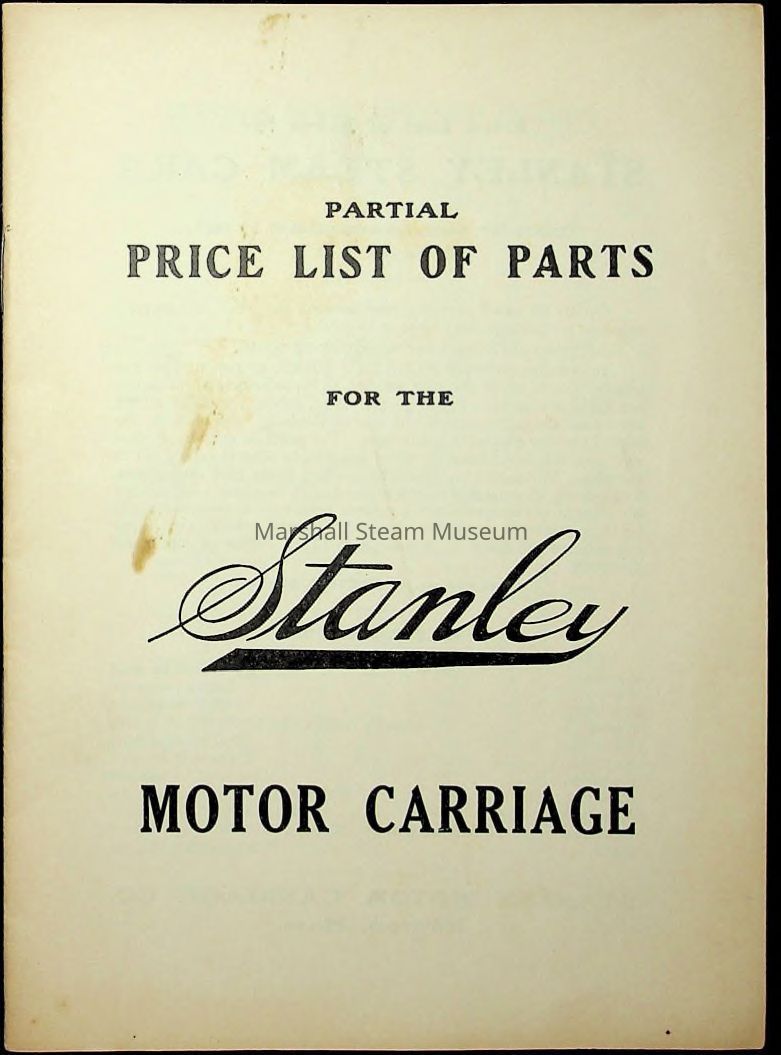 PARTIAL
PRICE LIST OF PARTS
FOR THE
Marshall Steam Museum
Stanley
MOTOR CARRIAGE